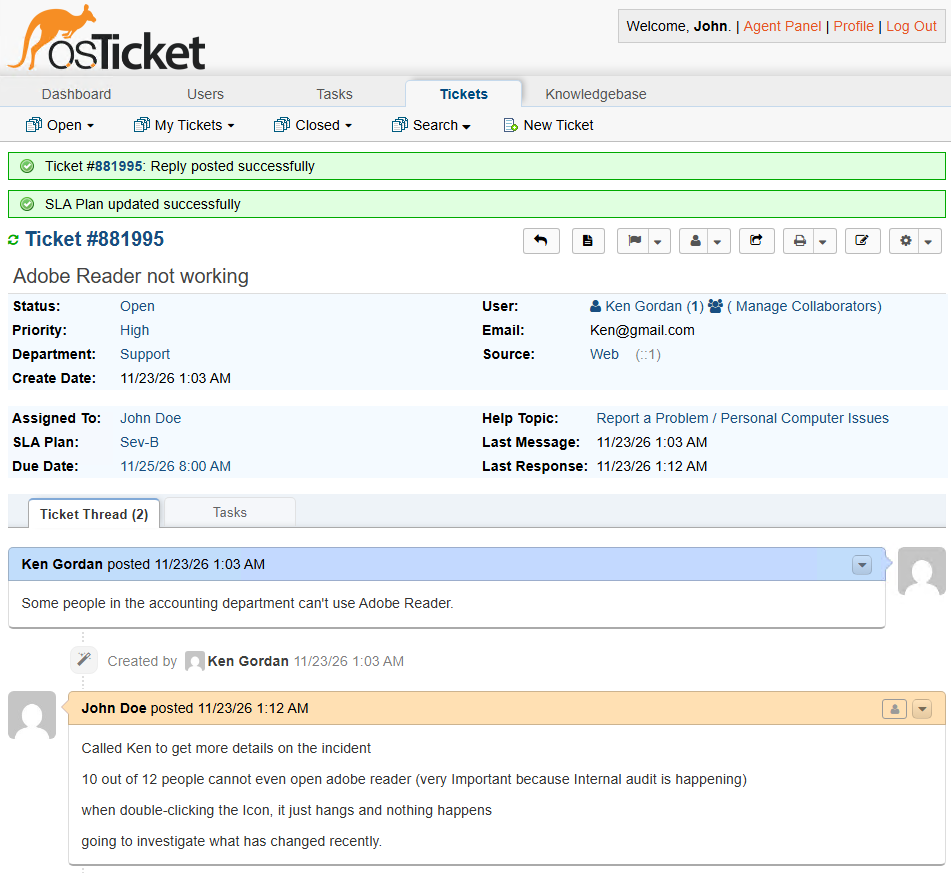 osTicket
Welcome, John. | Agent Panel | Profile | Log Out
Dashboard Users Tasks Tickets Knowledgebase
Open My Tickets Closed Search New Ticket
Ticket #881995: Reply posted successfully
SLA Plan updated successfully
Ticket #881995
Adobe Reader not working
Status: Open User: Ken Gordan (1) ( Manage Collaborators)
Priority: High Email: Ken@gmail.com
Department: Support Source: Web (::1)
Create Date: 11/23/26 1:03 AM
Assigned To: John Doe Help Topic: Report a Problem / Personal Computer Issues
SLA Plan: Sev-B Last Message: 11/23/26 1:03 AM
Due Date: 11/25/26 8:00 AM Last Response: 11/23/26 1:12 AM
Ticket Thread (2) Tasks
Ken Gordan posted 11/23/26 1:03 AM
Some people in the accounting department can't use Adobe Reader.
Created by Ken Gordan 11/23/26 1:03 AM
John Doe posted 11/23/26 1:12 AM
Called Ken to get more details on the incident
10 out of 12 people cannot even open adobe reader (very Important because Internal audit is happening)
when double-clicking the Icon, it just hangs and nothing happens
going to investigate what has changed recently.